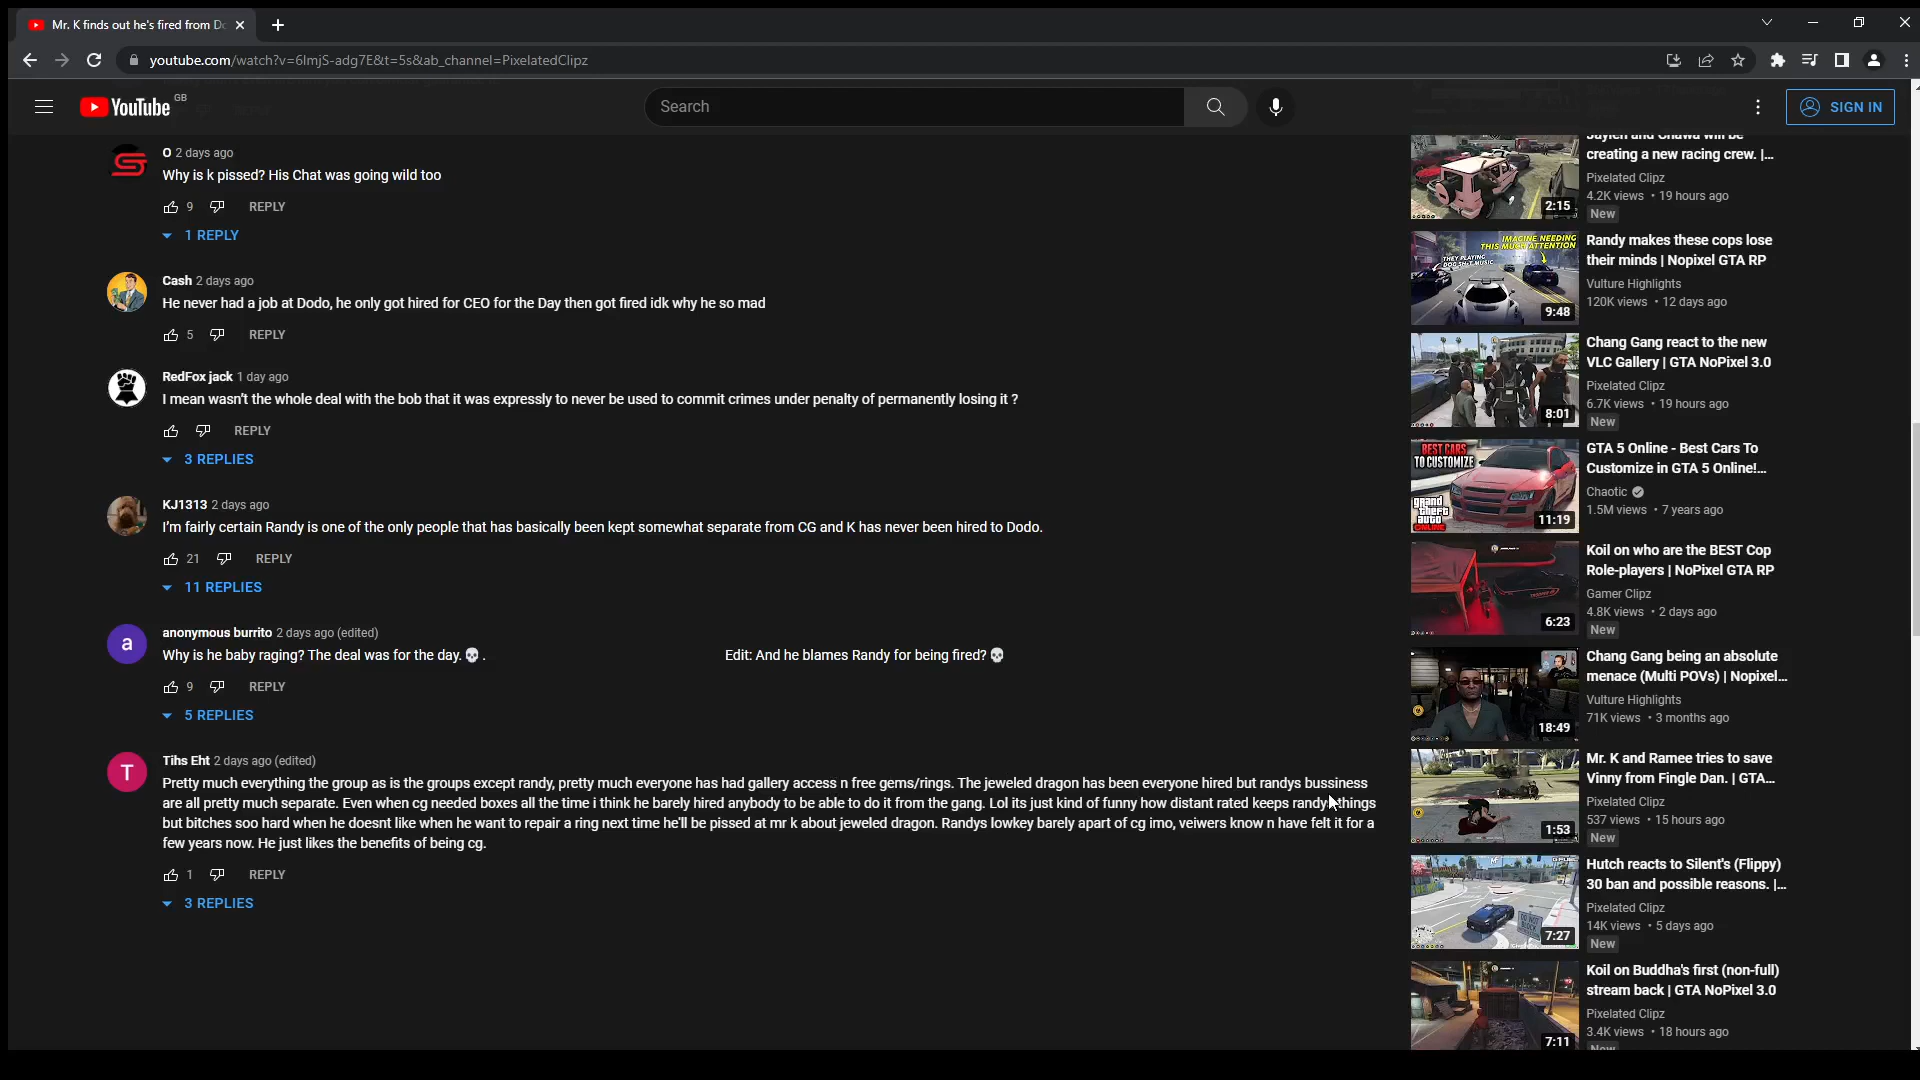 Mr. K finds out he's fired from Do
youtube.com/watch?v=6ImjS-adg7E&t=5s&ab_channel=PixelatedClipz
YouTube GB
Search
SIGN IN
O 2 days ago
Why is k pissed? His Chat was going wild too
9 REPLY
1 REPLY
Cash 2 days ago
He never had a job at Dodo, he only got hired for CEO for the Day then got fired idk why he so mad
5 REPLY
RedFox jack 1 day ago
I mean wasn't the whole deal with the bob that it was expressly to never be used to commit crimes under penalty of permanently losing it ?
REPLY
3 REPLIES
KJ1313 2 days ago
I'm fairly certain Randy is one of the only people that has basically been kept somewhat separate from CG and K has never been hired to Dodo.
21 REPLY
11 REPLIES
a
anonymous burrito 2 days ago (edited)
Why is he baby raging? The deal was for the day.💀 . Edit: And he blames Randy for being fired?💀
9 REPLY
5 REPLIES
T
Tihs Eht 2 days ago (edited)
Pretty much everything the group as is the groups except randy, pretty much everyone has had gallery access n free gems/rings. The jeweled dragon has been everyone hired but randys bussiness
are all pretty much separate. Even when cg needed boxes all the time i think he barely hired anybody to be able to do it from the gang. Lol its just kind of funny how distant rated keeps randys things
but bitches soo hard when he doesnt like when he want to repair a ring next time he'll be pissed at mr k about jeweled dragon. Randys lowkey barely apart of cg imo, veiwers know n have felt it for a
few years now. He just likes the benefits of being cg.
1 REPLY
3 REPLIES
creating a new racing crew. |...
Pixelated Clipz
4.2K views • 19 hours ago
New
2:15
IMAGINE NEEDING
THIS MUCH ATTENTION
9:48
Randy makes these cops lose
their minds | Nopixel GTA RP
Vulture Highlights
120K views • 12 days ago
8:01
Chang Gang react to the new
VLC Gallery | GTA NoPixel 3.0
Pixelated Clipz
6.7K views • 19 hours ago
New
BEST CARS
TO CUSTOMIZE
grand
theft
auto
ONLINE
11:19
GTA 5 Online - Best Cars To
Customize in GTA 5 Online!...
Chaotic
1.5M views • 7 years ago
6:23
Koil on who are the BEST Cop
Role-players | NoPixel GTA RP
Gamer Clipz
4.8K views • 2 days ago
New
18:49
Chang Gang being an absolute
menace (Multi POVs) | Nopixel...
Vulture Highlights
71K views • 3 months ago
1:53
Mr. K and Ramee tries to save
Vinny from Fingle Dan. | GTA...
Pixelated Clipz
537 views • 15 hours ago
New
7:27
Hutch reacts to Silent's (Flippy)
30 ban and possible reasons. |...
Pixelated Clipz
14K views • 5 days ago
New
7:11
Koil on Buddha's first (non-full)
stream back | GTA NoPixel 3.0
Pixelated Clipz
3.4K views • 18 hours ago